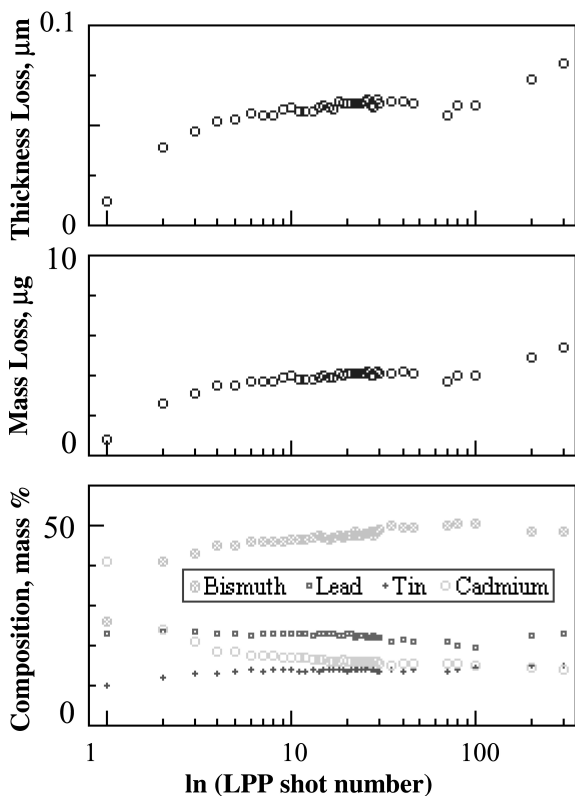 0.1
Thickness Loss, µm
0
10
Mass Loss, µg
0
50
Composition, mass %
Bismuth Lead Tin Cadmium
0
1 10 100
ln (LPP shot number)